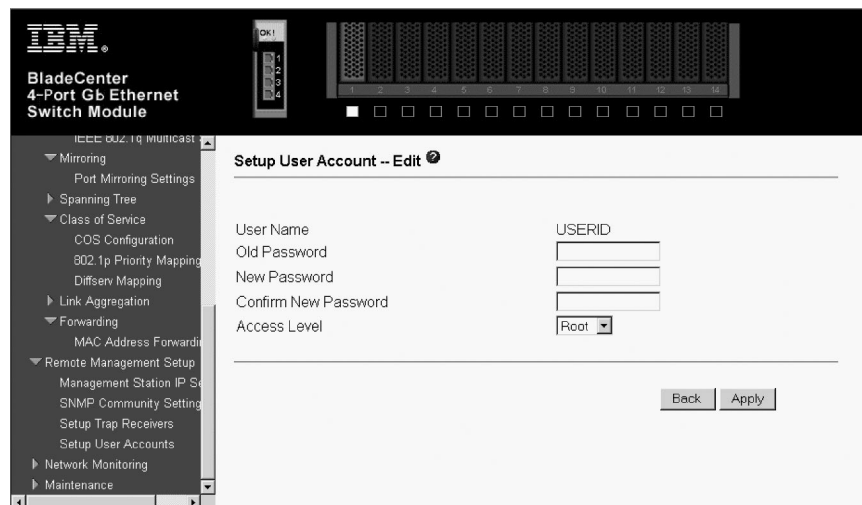 IBM®
BladeCenter
4-Port Gb Ethernet
Switch Module
OK!
1
2
3
4
1 2 3 4 5 6 7 8 9 10 11 12 13 14
IEEE 802.1q Multicast
Mirroring
Port Mirroring Settings
Spanning Tree
Class of Service
COS Configuration
802.1p Priority Mapping
Diffserv Mapping
Link Aggregation
Forwarding
MAC Address Forwardi
Remote Management Setup
Management Station IP Se
SNMP Community Setting
Setup Trap Receivers
Setup User Accounts
Network Monitoring
Maintenance
Setup User Account -- Edit ?
User Name USERID
Old Password
New Password
Confirm New Password
Access Level Root
Back Apply